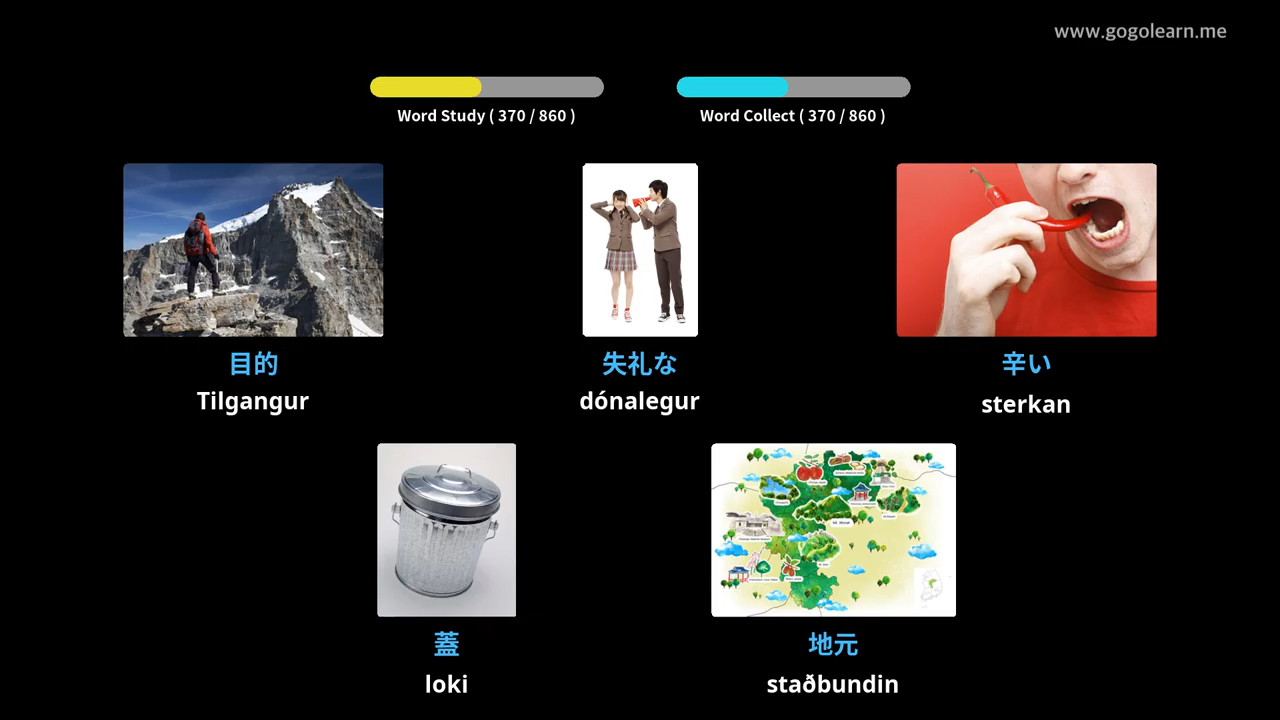 www.gogolearn.me
Word Study ( 370 / 860 )
Word Collect ( 370 / 860 )
目的
Tilgangur
失礼な
dónalegur
辛い
sterkan
蓋
loki
地元
staðbundin